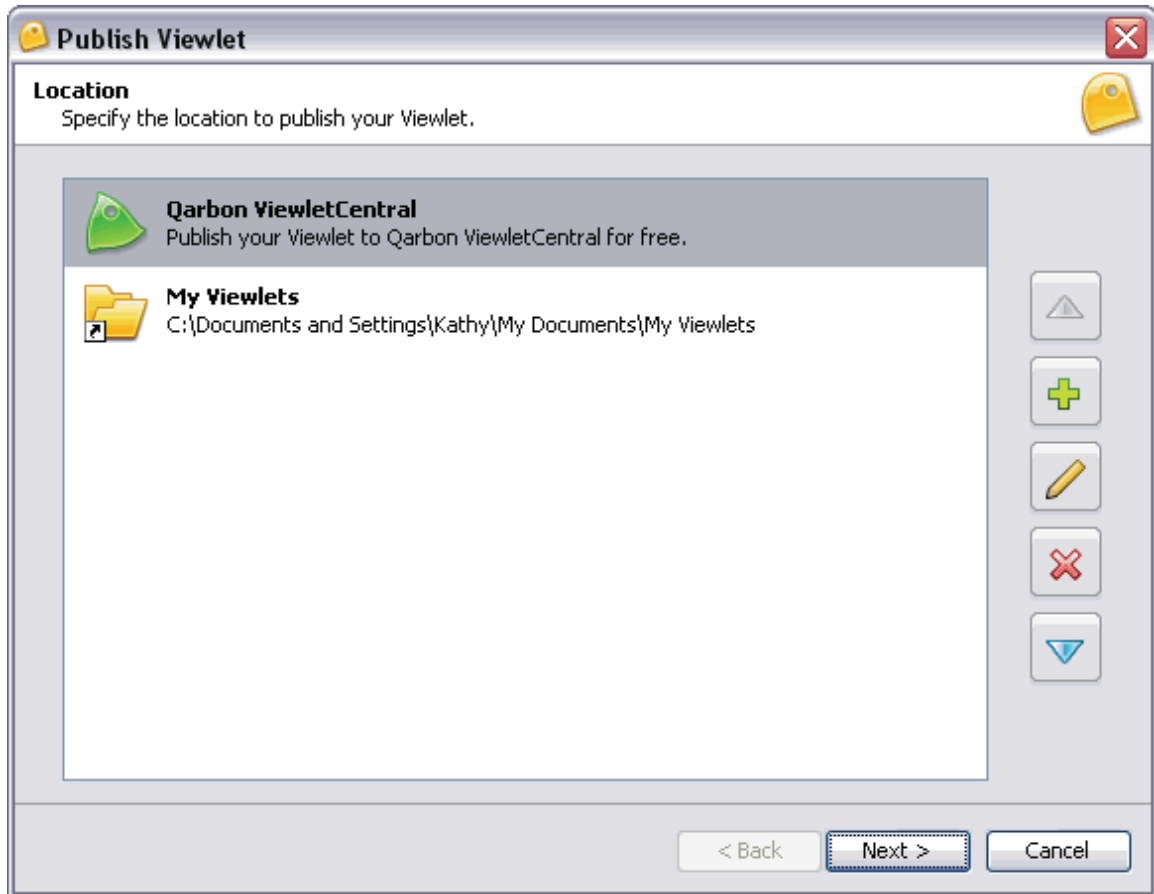 Publish Viewlet
Location
Specify the location to publish your Viewlet.
Qarbon ViewletCentral
Publish your Viewlet to Qarbon ViewletCentral for free.
My Viewlets
C:\Documents and Settings\Kathy\My Documents\My Viewlets
< Back
Next >
Cancel